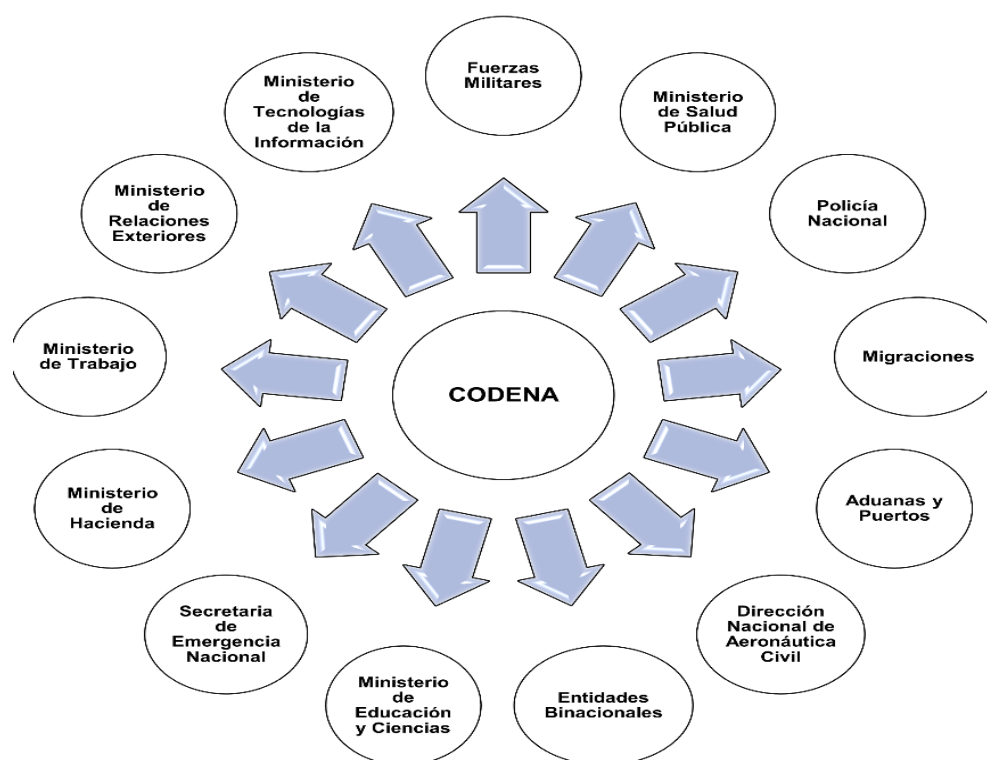 Fuerzas
Militares
Ministerio
de Salud
Pública
Policía
Nacional
Migraciones
Aduanas y
Puertos
Dirección
Nacional de
Aeronáutica
Civil
Entidades
Binacionales
Ministerio
de
Educación
y Ciencias
Secretaria
de
Emergencia
Nacional
Ministerio
de
Hacienda
Ministerio
de Trabajo
Ministerio
de
Relaciones
Exteriores
Ministerio
de
Tecnologías
de la
Información
CODENA